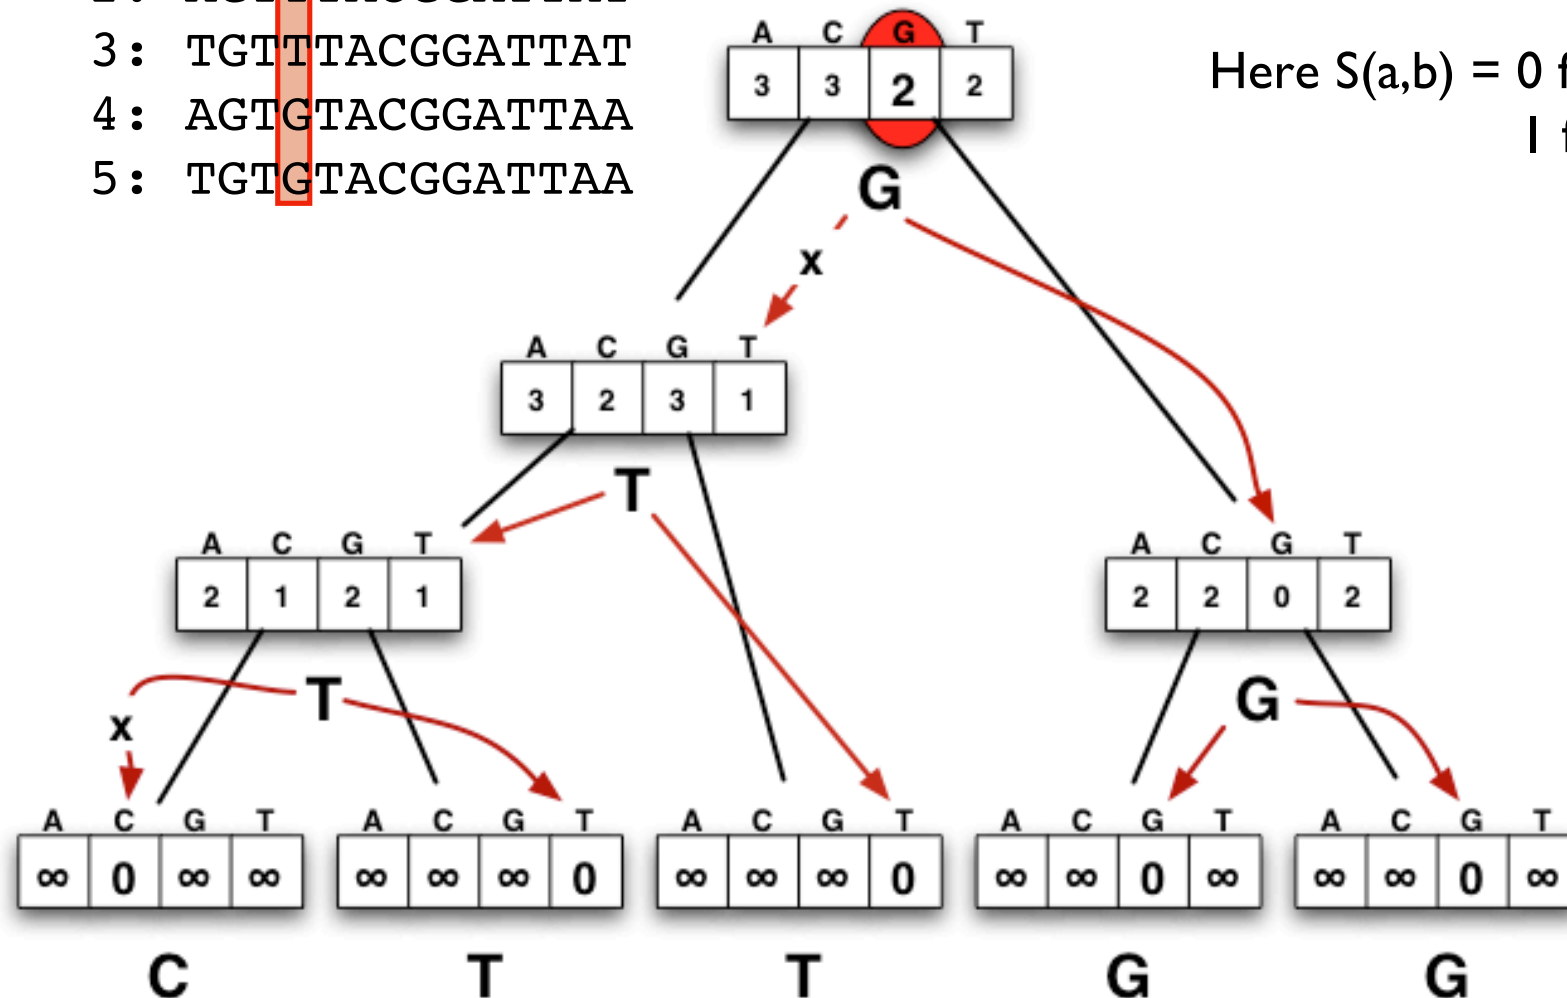 3: TGTTTACGGATTAT
4: AGTGTACGGATTAA
5: TGTGTACGGATTAA
Here S(a,b) = 0 f
1 f
A C G T
3 3 2 2
G
x
A C G T
3 2 3 1
T
A C G T
2 1 2 1
A C G T
2 2 0 2
T
G
x
A C G T
∞ 0 ∞ ∞
A C G T
∞ ∞ ∞ 0
A C G T
∞ ∞ ∞ 0
A C G T
∞ ∞ 0 ∞
A C G T
∞ ∞ 0 ∞
C T T G G